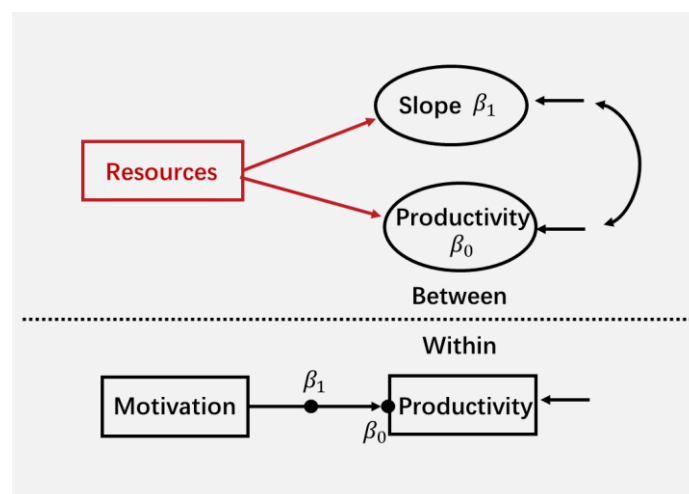 Slope β₁
Resources
Productivity
β₀
Between
Within
β₁
Motivation
Productivity
β₀